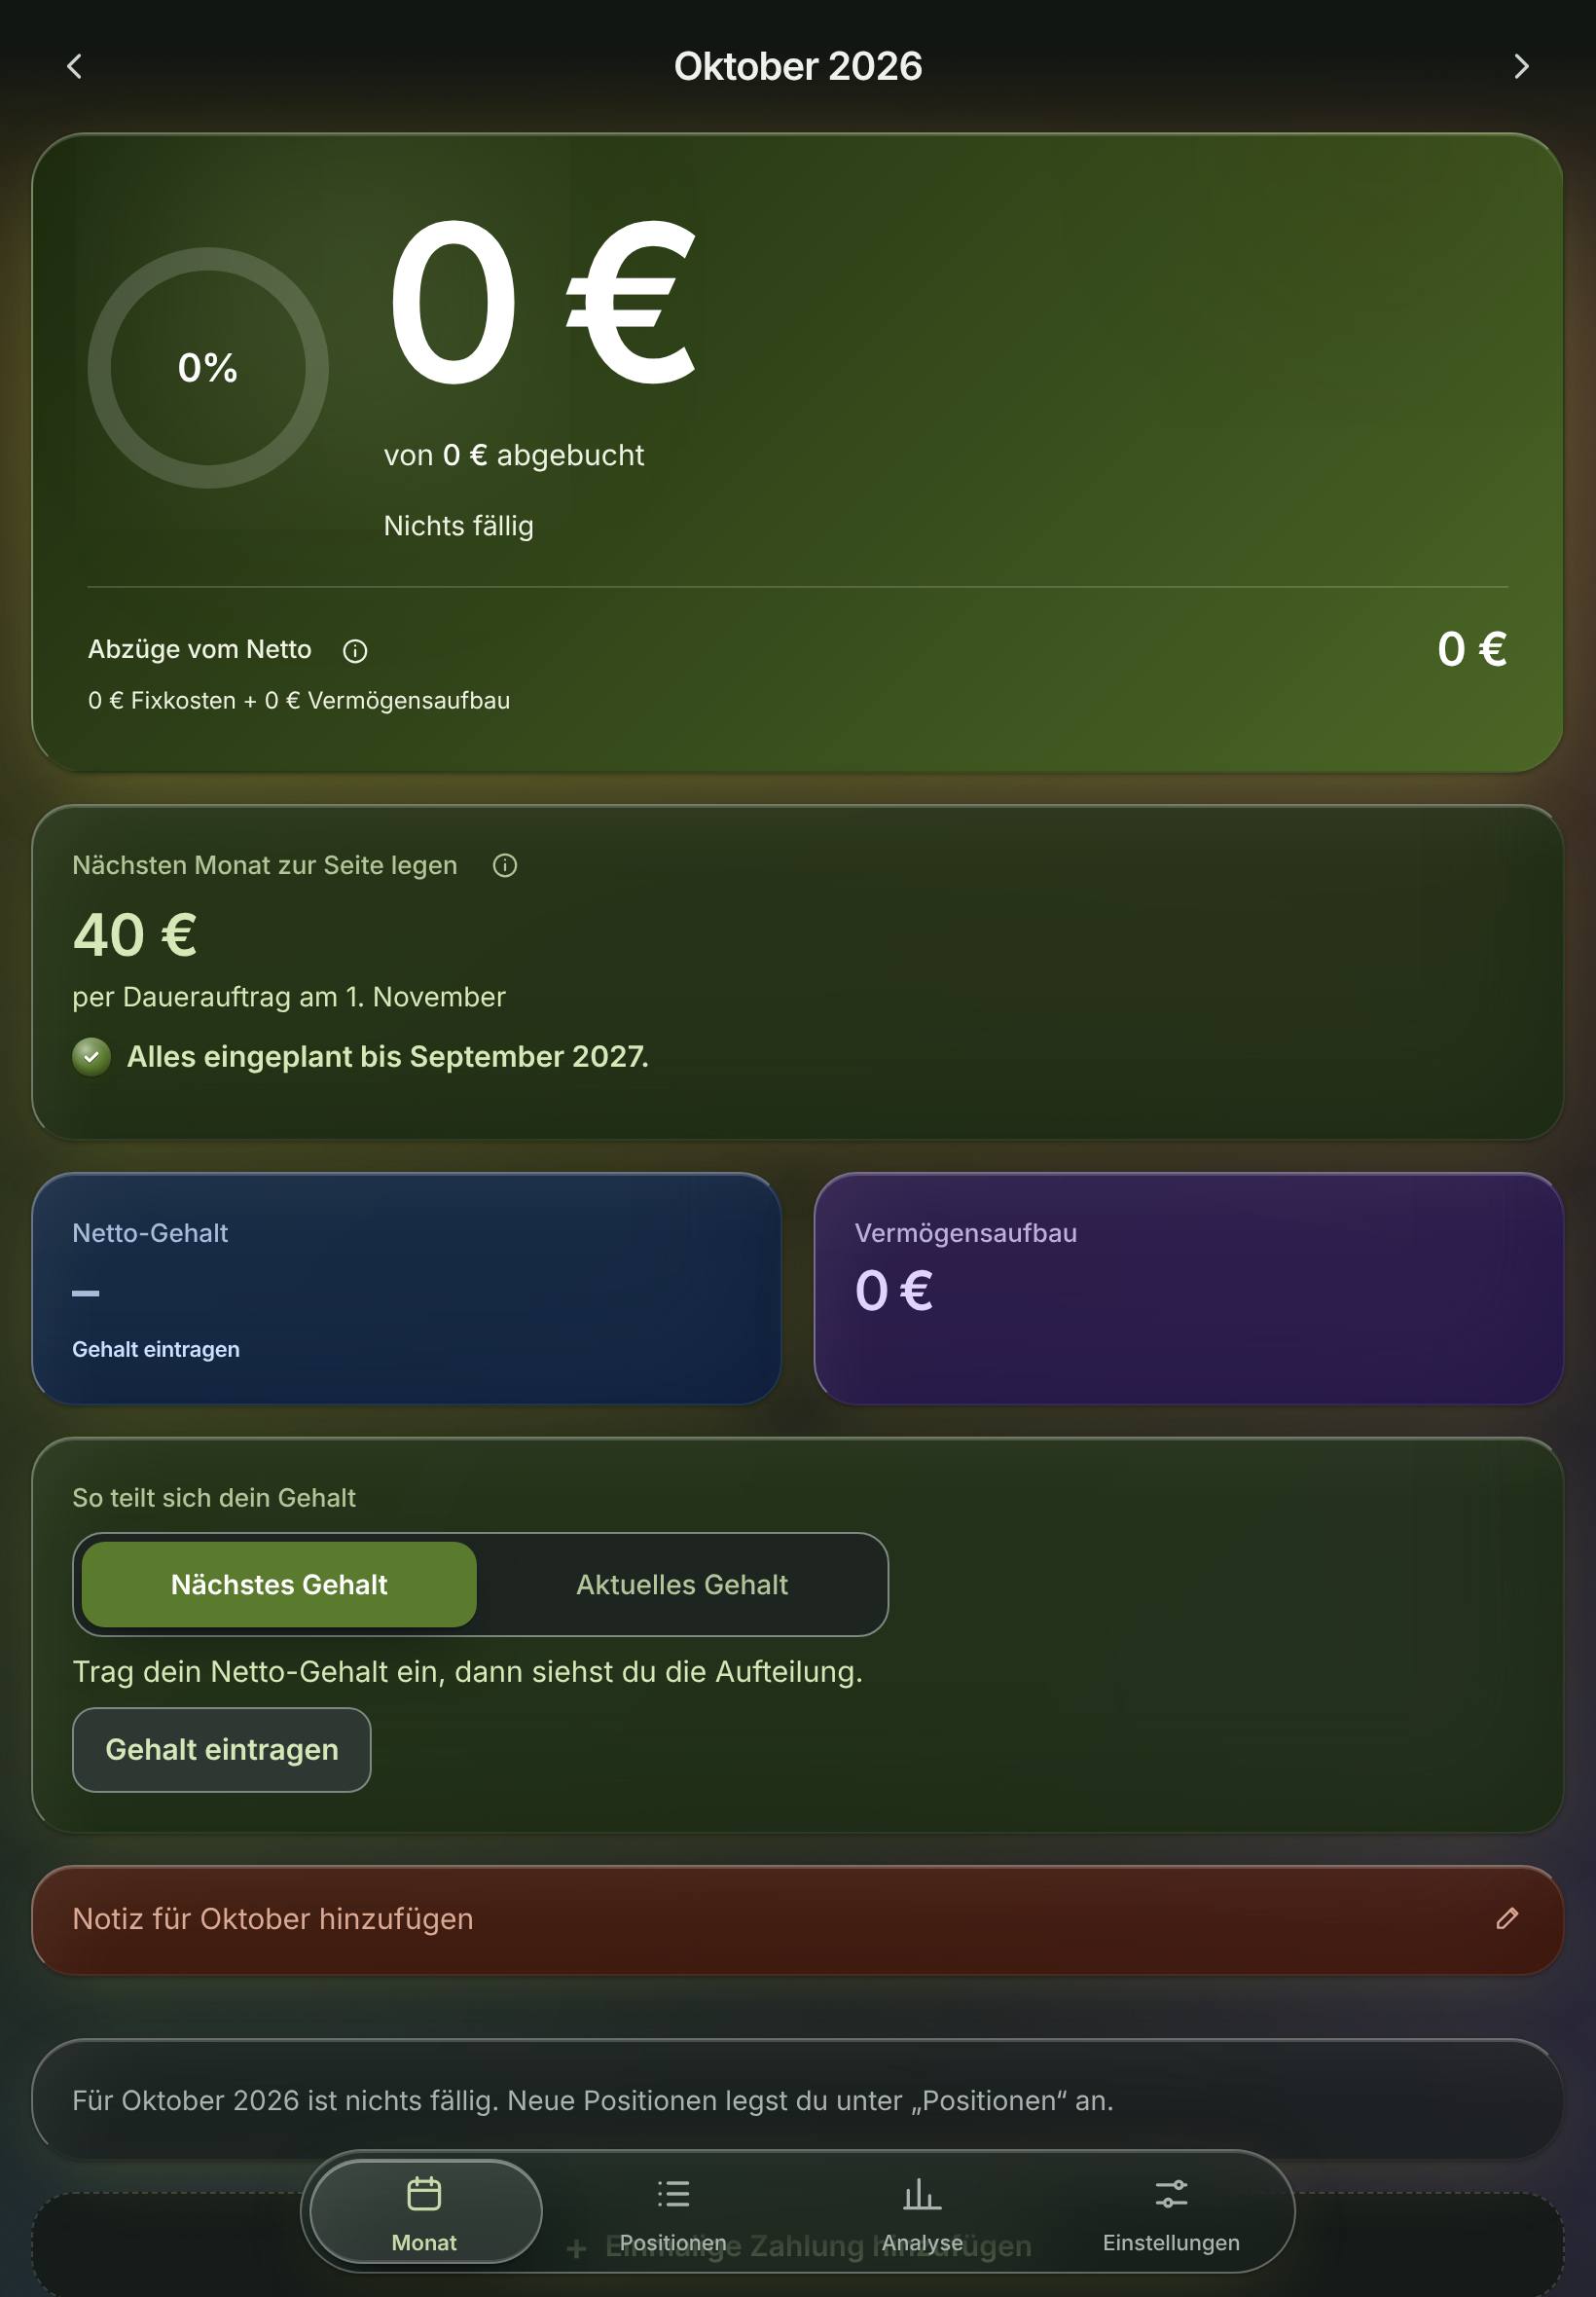 Oktober 2026
0%
0 €
von 0 € abgebucht
Nichts fällig
Abzüge vom Netto
0 €
0 € Fixkosten + 0 € Vermögensaufbau
Nächsten Monat zur Seite legen
40 €
per Dauerauftrag am 1. November
Alles eingeplant bis September 2027.
Netto-Gehalt
–
Gehalt eintragen
Vermögensaufbau
0 €
So teilt sich dein Gehalt
Nächstes Gehalt
Aktuelles Gehalt
Trag dein Netto-Gehalt ein, dann siehst du die Aufteilung.
Gehalt eintragen
Notiz für Oktober hinzufügen
Für Oktober 2026 ist nichts fällig. Neue Positionen legst du unter „Positionen“ an.
+ Einmalige Zahlung hinzufügen
Monat
Positionen
Analyse
Einstellungen